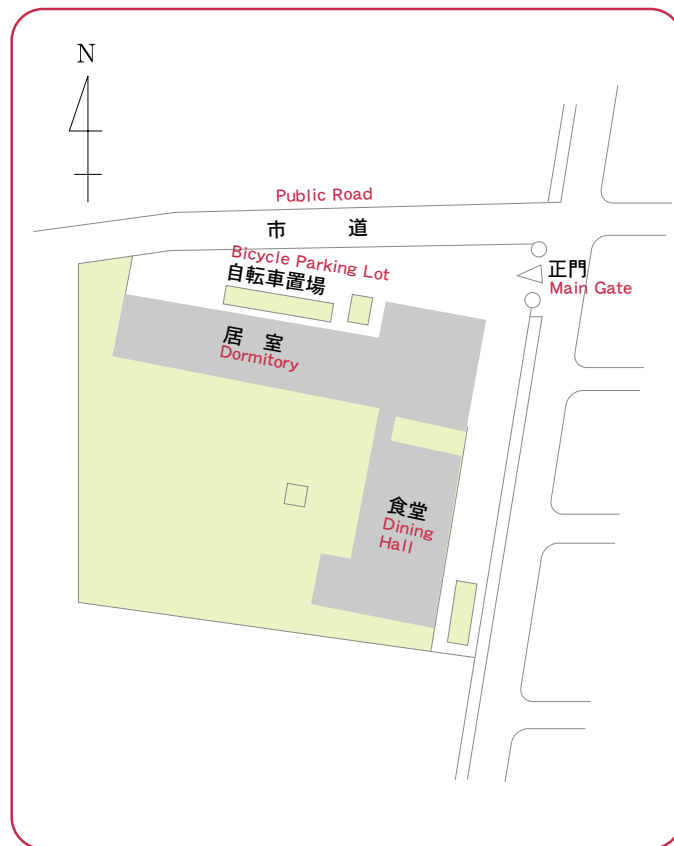 N
Public Road
市　道
Bicycle Parking Lot
自転車置場
正門
Main Gate
居 室
Dormitory
食堂
Dining
Hall